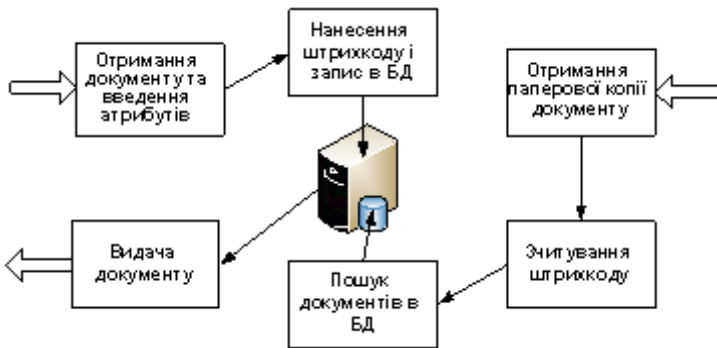 Отримання
документу та
введення
атрибутів
Нанесення
штрихкоду і
запис в БД
Отримання
паперової копії
документу
Видача
документу
Пошук
документів в
БД
Зчитування
штрихкоду